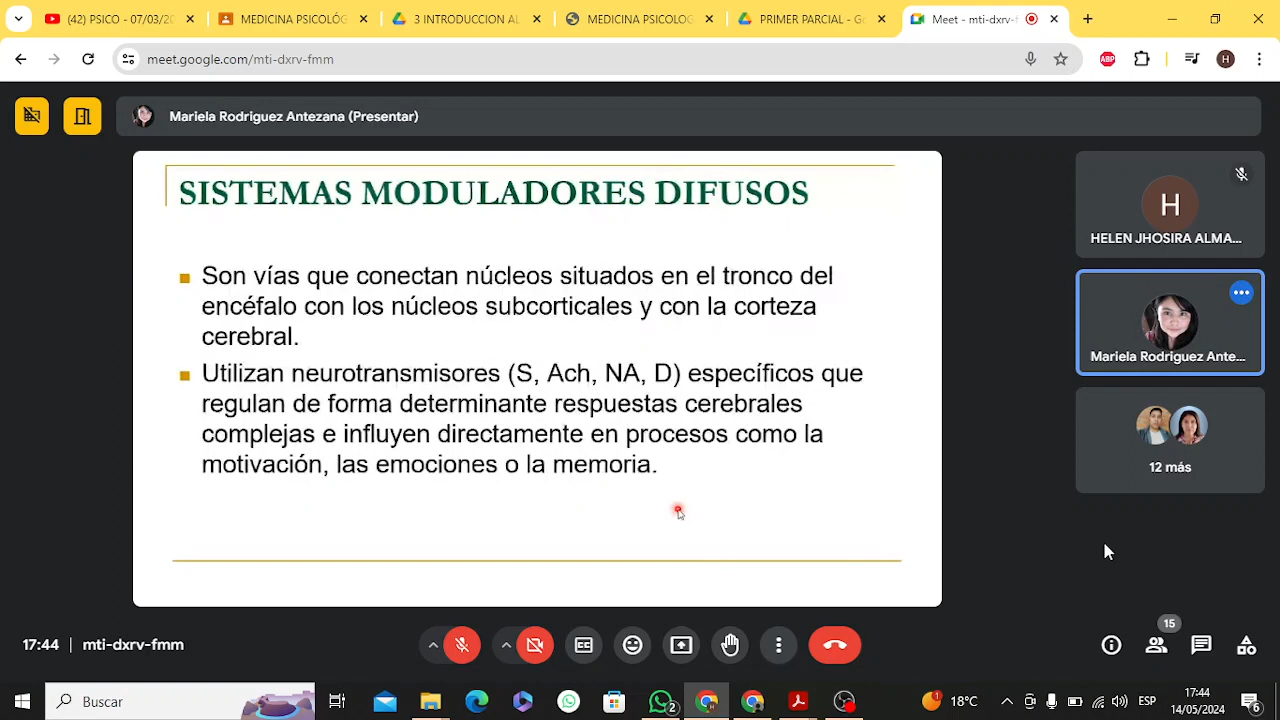 (42) PSICO - 07/03/20
MEDICINA PSICOLÓG
3 INTRODUCCION AL
MEDICINA PSICOLOG
PRIMER PARCIAL - Go
Meet - mti-dxrv-f
meet.google.com/mti-dxrv-fmm
ABP
H
Mariela Rodriguez Antezana (Presentar)
SISTEMAS MODULADORES DIFUSOS
Son vías que conectan núcleos situados en el tronco del
encéfalo con los núcleos subcorticales y con la corteza
cerebral.
Utilizan neurotransmisores (S, Ach, NA, D) específicos que
regulan de forma determinante respuestas cerebrales
complejas e influyen directamente en procesos como la
motivación, las emociones o la memoria.
H
HELEN JHOSIRA ALMA...
Mariela Rodriguez Ante...
12 más
17:44 | mti-dxrv-fmm
15
Buscar
2
1
18°C
ESP
17:44
14/05/2024
6